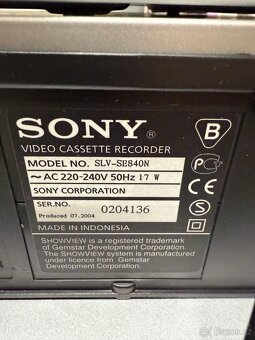 SONY®
VIDEO CASSETTE RECORDER
B
MODEL NO. SLV-SE840N
~ AC 220-240V 50Hz 17 W
SONY CORPORATION
CE
SER.NO. 0204136
Produced 07.2004
MADE IN INDONESIA
SHOWVIEW is a registered trademark
of Gemstar Development Corporation.
The SHOWVIEW system is manufactured
under licence from Gemstar
Development Corporation.